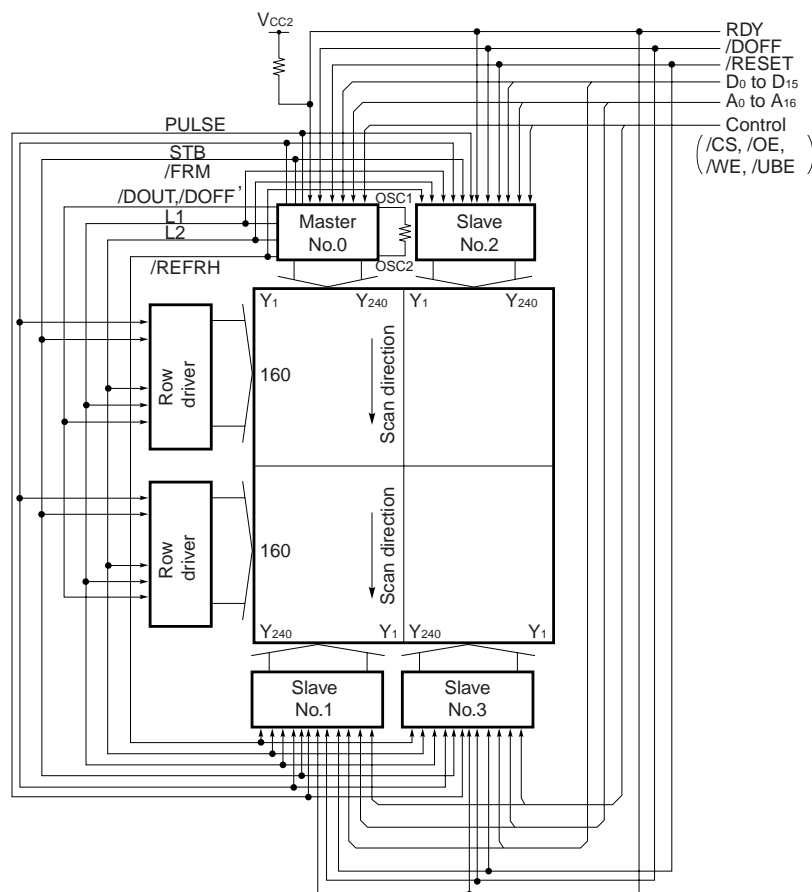 VCC2
RDY
/DOFF
/RESET
D0 to D15
A0 to A16
Control
(/CS, /OE,
/WE, /UBE)
PULSE
STB
/FRM
/DOUT,/DOFF'
L1
L2
/REFRH
OSC1
OSC2
Master
No.0
Slave
No.2
Y1 Y240 Y1 Y240
Row
driver
160
Scan direction
Row
driver
160
Scan direction
Y240 Y1 Y240 Y1
Slave
No.1
Slave
No.3